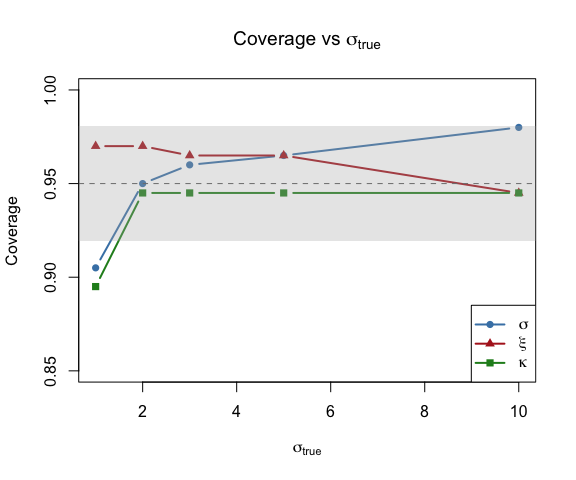 Coverage vs σtrue
Coverage
1.00
0.95
0.90
0.85
2
4
6
8
10
σtrue
σ
ξ
κ